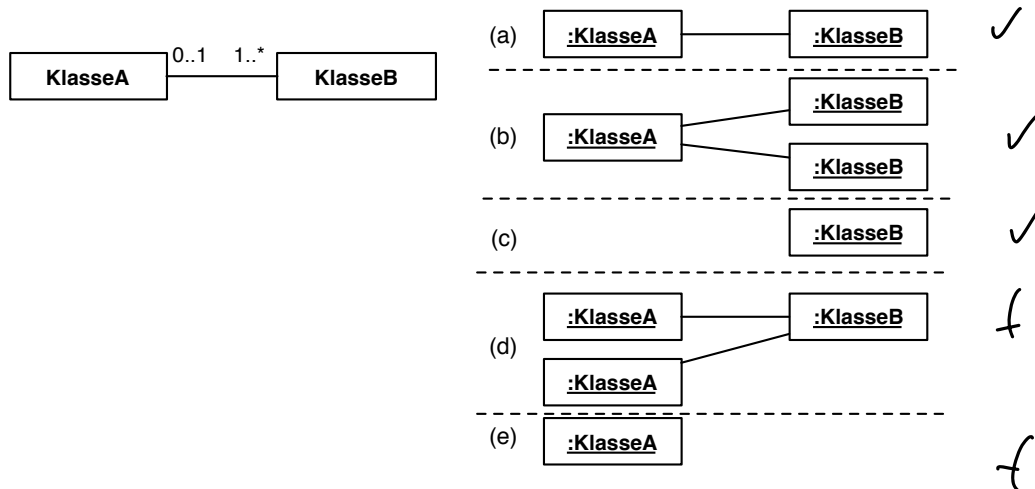 0..1 1..*
KlasseA KlasseB
(a) :KlasseA :KlasseB
(b) :KlasseA :KlasseB
:KlasseB
(c) :KlasseB
(d) :KlasseA :KlasseB
:KlasseA
(e) :KlasseA